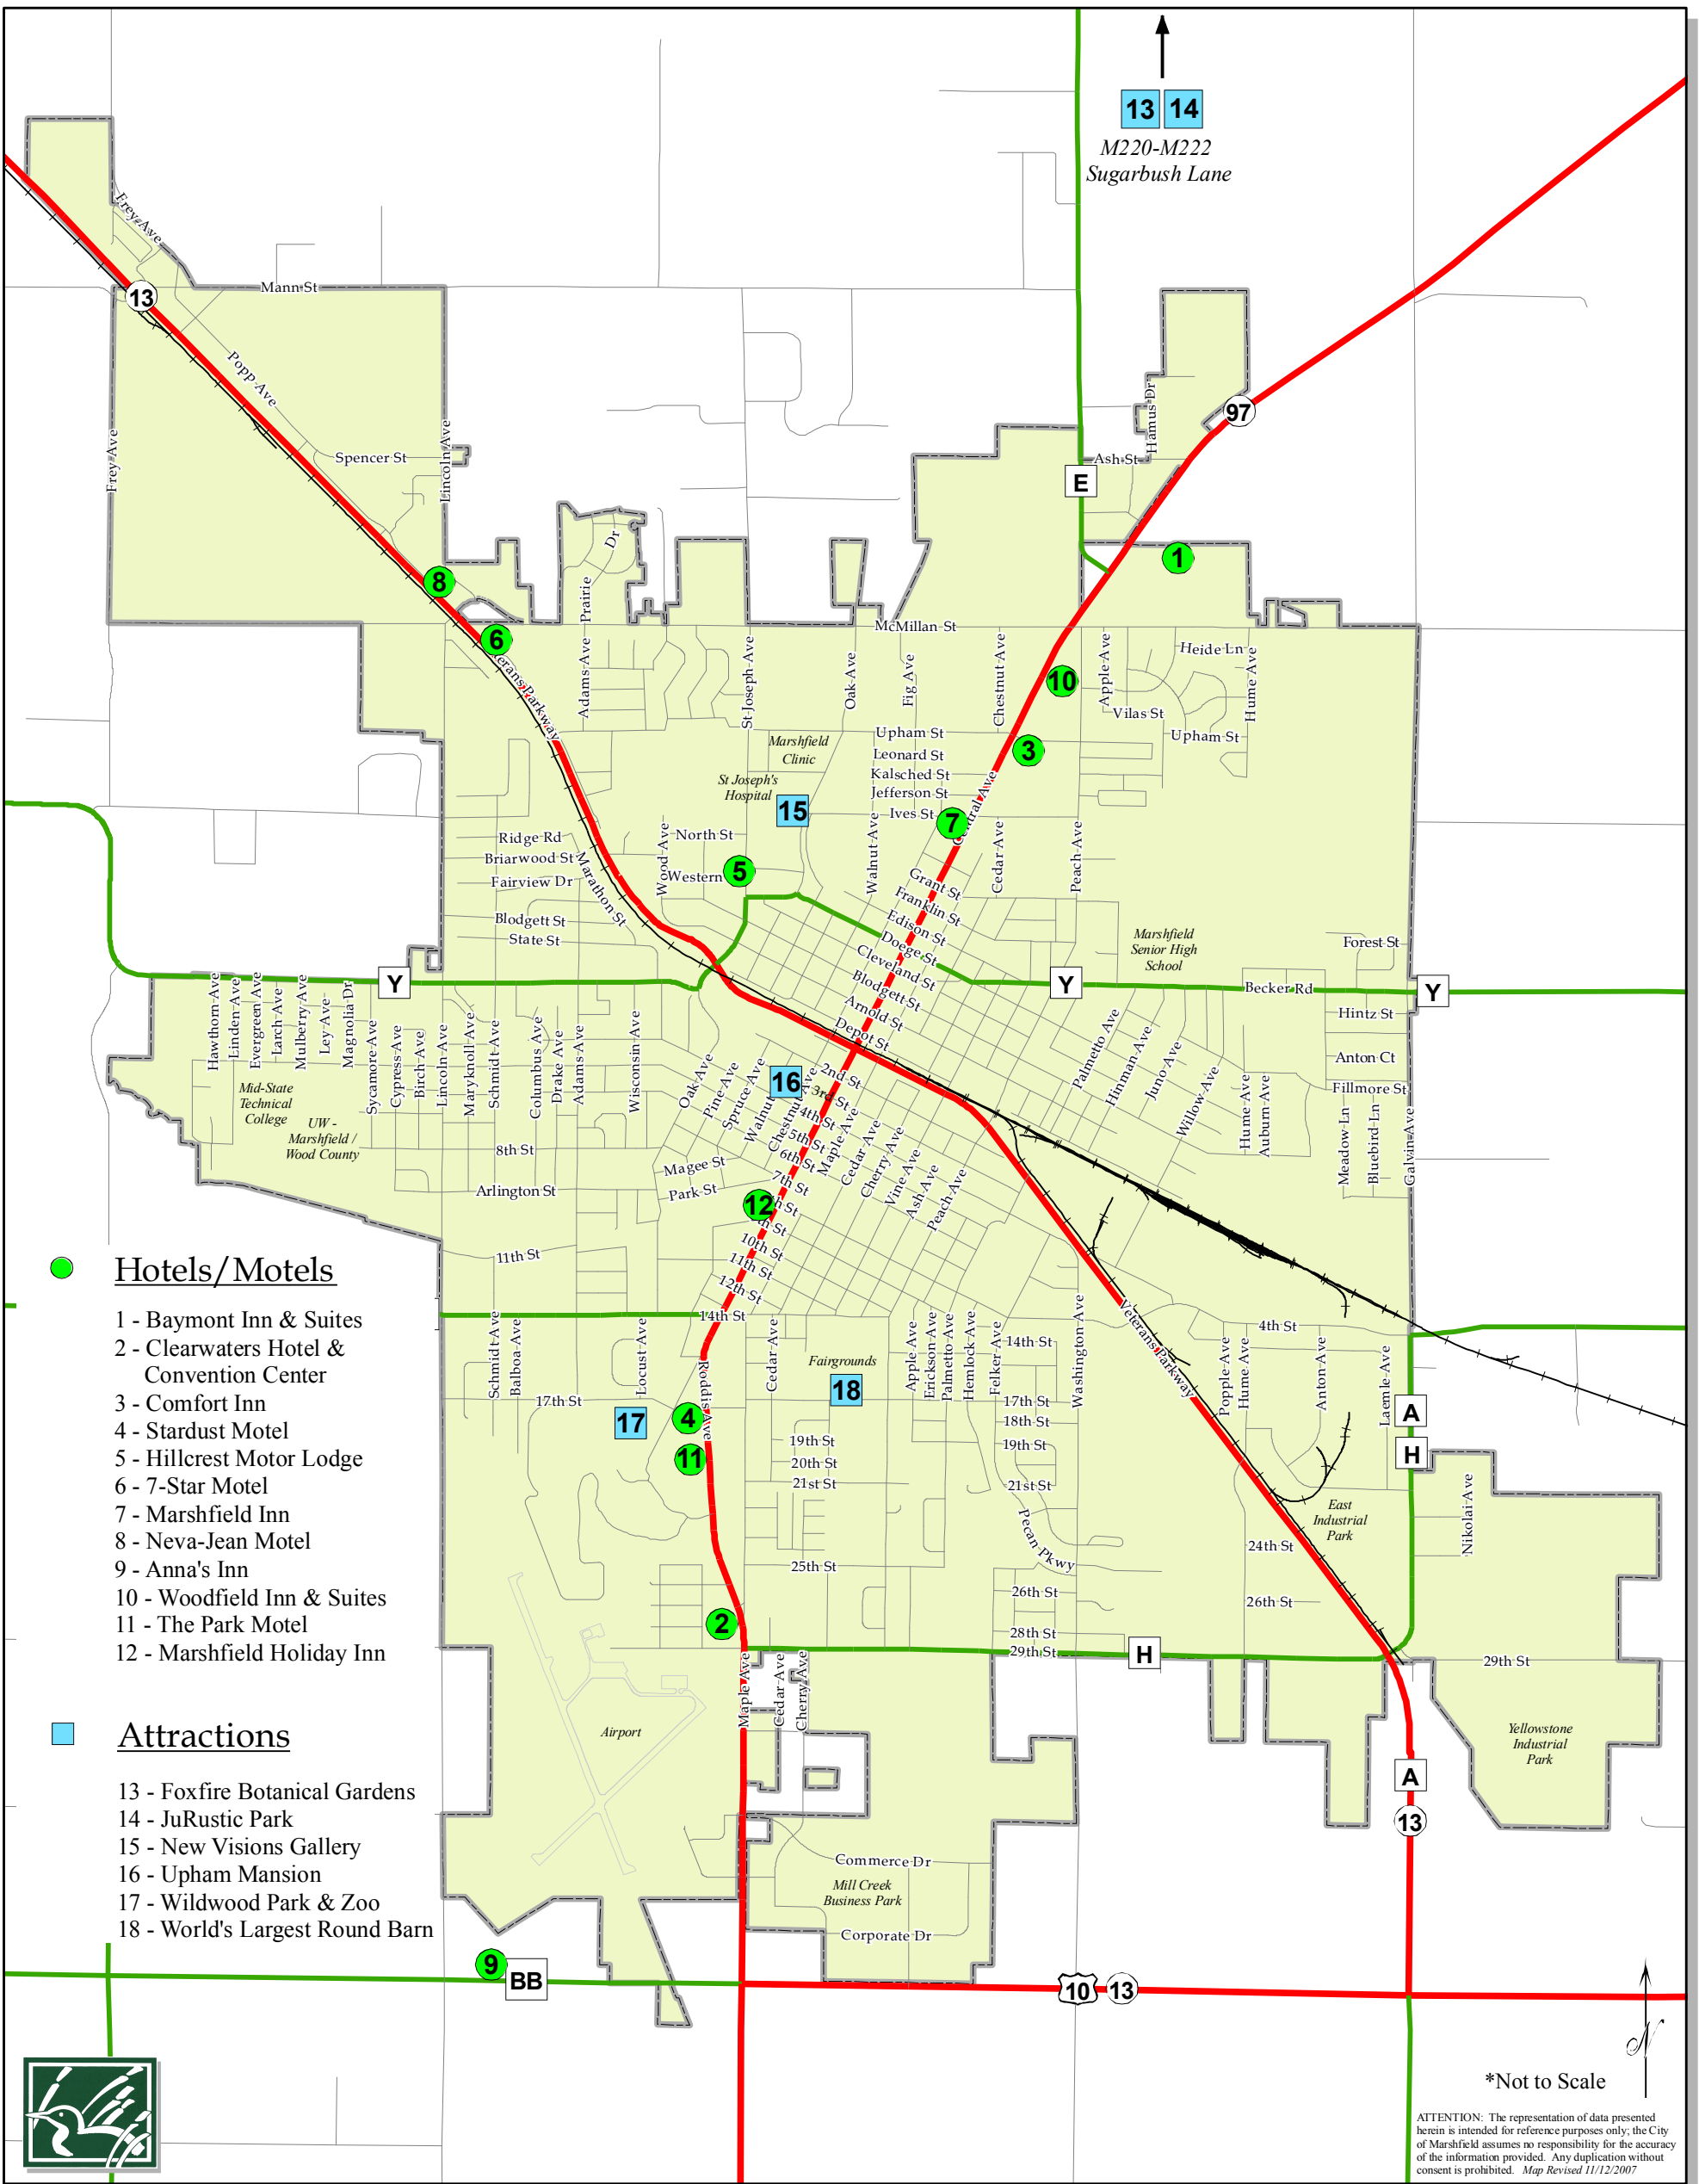 13 14
M220-M222
Sugarbush Lane
Frey Ave
Mann St
13
Popp Ave
97
Hamus Dr
Frey Ave
Lincoln Ave
Spencer St
Ash St
E
Dr
Prairie
1
8
6
McMillan St
Veterans Parkway
Adams Ave
St Joseph Ave
Oak Ave
Fig Ave
Chestnut Ave
Apple Ave
Heide Ln
Hume Ave
10
Vilas St
Upham St
Upham St
Marshfield
Clinic
Leonard St
3
Kalsched St
St Joseph's
Hospital
Jefferson St
15
Ives St
7
Central Ave
Ridge Rd
North St
Wood Ave
Walnut Ave
Cedar Ave
Peach Ave
Briarwood St
Marathon St
Western
5
Fairview Dr
Grant St
Franklin St
Blodgett St
Edison St
State St
Doege St
Marshfield
Senior High
School
Forest St
Cleveland St
Y
Y
Becker Rd
Y
Blodgett St
Hintz St
Arnold St
Depot St
Anton Ct
Fillmore St
Hawthorn Ave
Linden Ave
Evergreen Ave
Larch Ave
Mulberry Ave
Ley Ave
Magnolia Dr
Sycamore Ave
Cypress Ave
Birch Ave
Lincoln Ave
Maryknoll Ave
Schmidt Ave
Columbus Ave
Drake Ave
Adams Ave
Wisconsin Ave
Oak Ave
Pine Ave
Spruce Ave
Walnut
Chestnut Ave
16
2nd St
3rd St
4th St
5th St
6th St
7th St
Maple Ave
Cedar Ave
Cherry Ave
Vine Ave
Ash Ave
Peach Ave
Palmetto Ave
Hinman Ave
Juno Ave
Willow Ave
Hume Ave
Auburn Ave
Meadow Ln
Bluebird Ln
Galvin Ave
Mid-State
Technical
College
UW -
Marshfield /
Wood County
8th St
Magee St
Arlington St
Park St
12
11th St
10th St
11th St
12th St
14th St
Hotels/Motels
1 - Baymont Inn & Suites
2 - Clearwaters Hotel &
Convention Center
3 - Comfort Inn
4 - Stardust Motel
5 - Hillcrest Motor Lodge
6 - 7-Star Motel
7 - Marshfield Inn
8 - Neva-Jean Motel
9 - Anna's Inn
10 - Woodfield Inn & Suites
11 - The Park Motel
12 - Marshfield Holiday Inn
Attractions
13 - Foxfire Botanical Gardens
14 - JuRustic Park
15 - New Visions Gallery
16 - Upham Mansion
17 - Wildwood Park & Zoo
18 - World's Largest Round Barn
Schmidt Ave
Balboa Ave
Locust Ave
Roddis Ave
Cedar Ave
Fairgrounds
18
Apple Ave
Erickson Ave
Palmetto Ave
Hemlock Ave
Felker Ave
14th St
Washington Ave
Veterans Parkway
4th St
Popple Ave
Hume Ave
Anton Ave
Laemle Ave
17th St
17
4
17th St
18th St
A
19th St
19th St
H
11
20th St
21st St
21st St
Pecan Pkwy
East
Industrial
Park
Nikolai Ave
24th St
25th St
26th St
26th St
2
28th St
29th St
H
29th St
Maple Ave
Cedar Ave
Cherry Ave
Airport
Yellowstone
Industrial
Park
A
13
Commerce Dr
Mill Creek
Business Park
Corporate Dr
9
BB
10
13
N
*Not to Scale
ATTENTION: The representation of data presented
herein is intended for reference purposes only; the City
of Marshfield assumes no responsibility for the accuracy
of the information provided. Any duplication without
consent is prohibited. Map Revised 11/12/2007